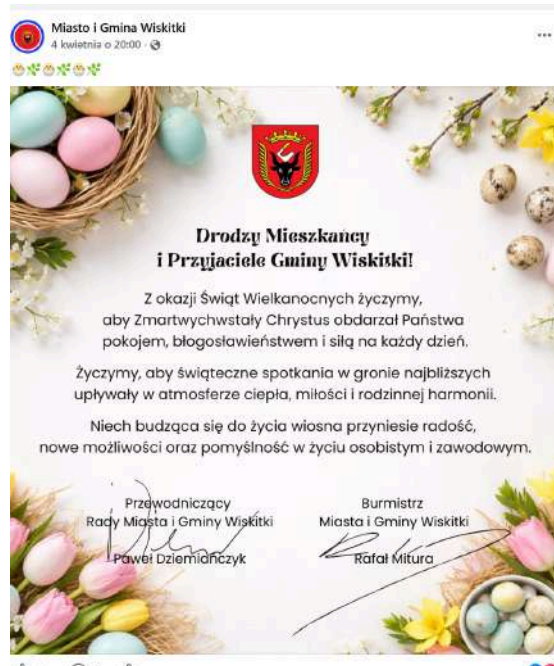 Miasto i Gmina Wiskitki
4 kwietnia o 20:00 ·
Drodzy Mieszkańcy
i Przyjaciele Gminy Wiskitki!
Z okazji Świąt Wielkanocnych życzymy,
aby Zmartwychwstały Chrystus obdarzał Państwa
pokojem, błogosławieństwem i siłą na każdy dzień.
Życzymy, aby świąteczne spotkania w gronie najbliższych
upływały w atmosferze ciepła, miłości i rodzinnej harmonii.
Niech budząca się do życia wiosna przyniesie radość,
nowe możliwości oraz pomyślność w życiu osobistym i zawodowym.
Przewodniczący
Rady Miasta i Gminy Wiskitki
Paweł Dziemiańczyk
Burmistrz
Miasta i Gminy Wiskitki
Rafał Mitura